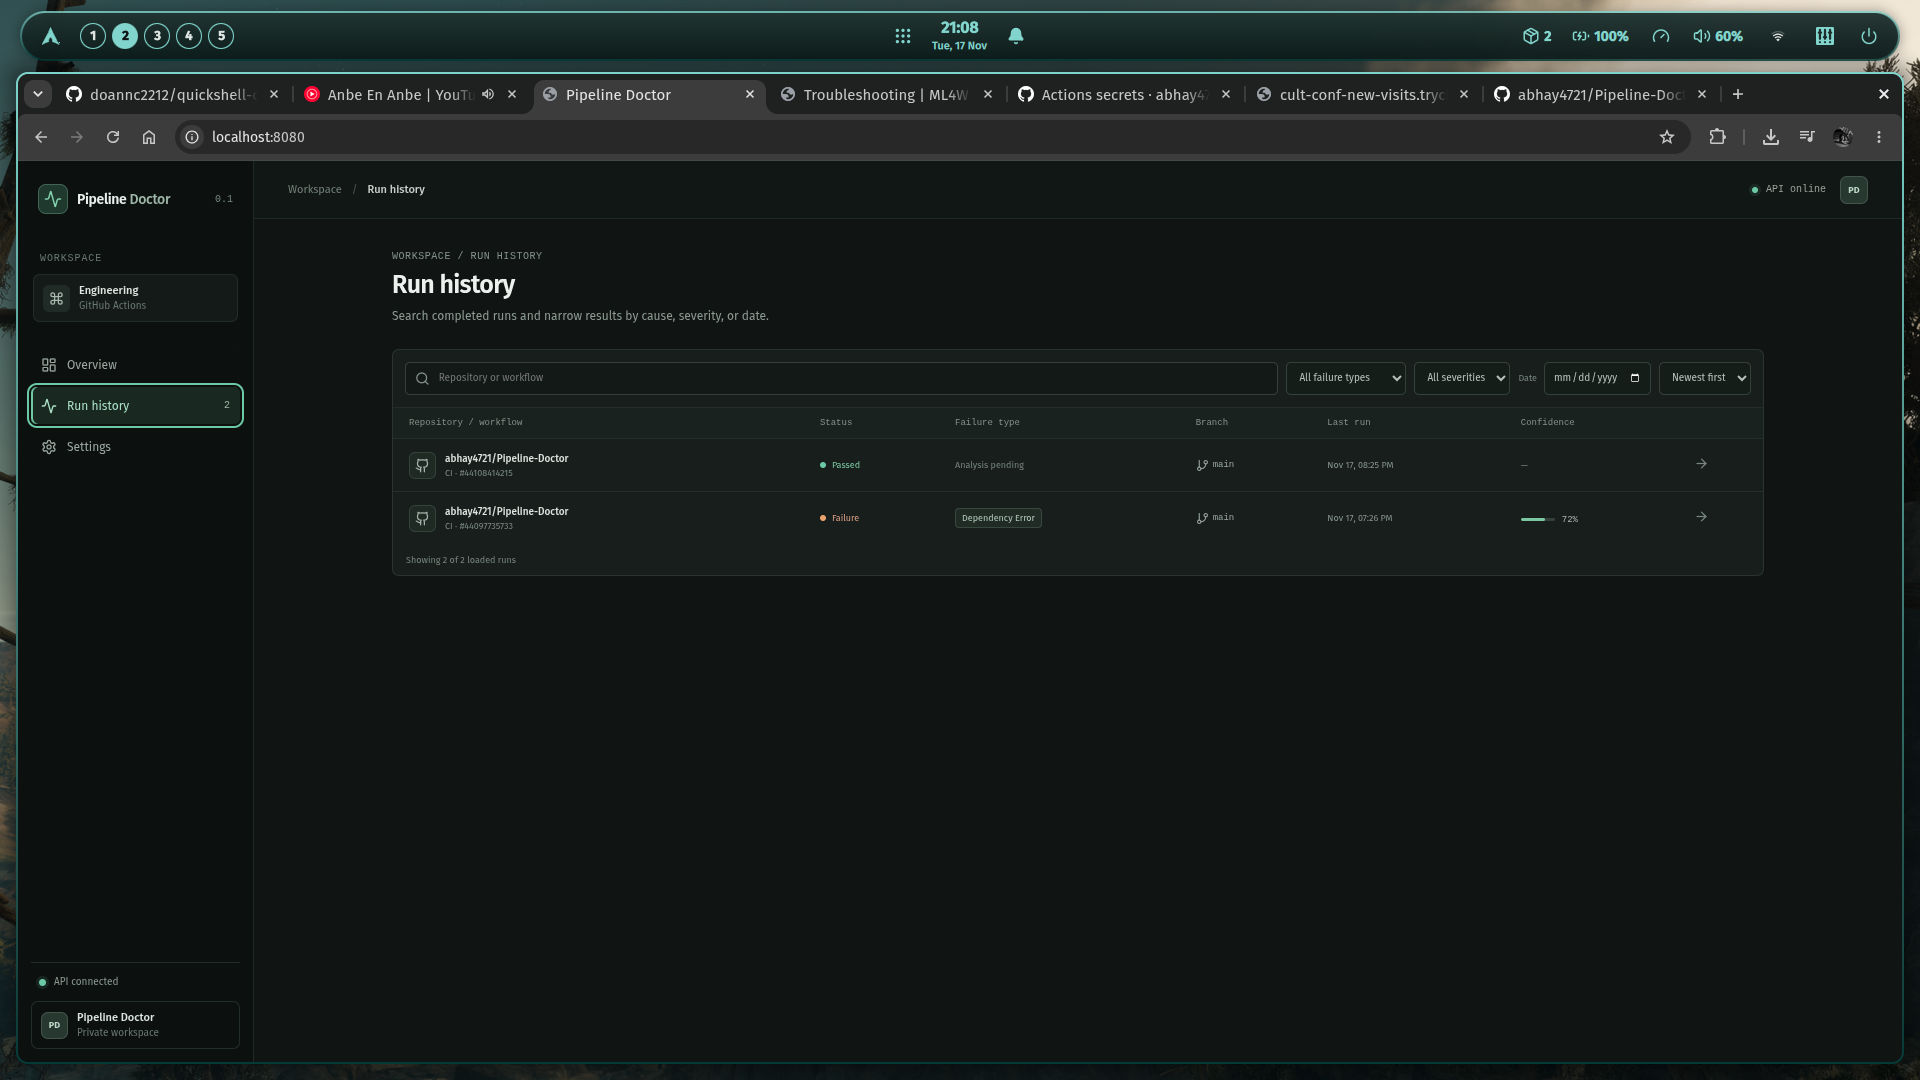 1 2 3 4 5
21:08
Tue, 17 Nov
2 100% 60%
doannc2212/quickshell-
Anbe En Anbe | YouTu
Pipeline Doctor
Troubleshooting | ML4W
Actions secrets · abhay47
cult-conf-new-visits.tryc
abhay4721/Pipeline-Doct
localhost:8080
Pipeline Doctor 0.1
WORKSPACE
Engineering
GitHub Actions
Overview
Run history 2
Settings
API connected
PD
Pipeline Doctor
Private workspace
Workspace / Run history
API online PD
WORKSPACE / RUN HISTORY
Run history
Search completed runs and narrow results by cause, severity, or date.
Repository or workflow All failure types All severities Date mm/dd/yyyy Newest first
Repository / workflow Status Failure type Branch Last run Confidence
abhay4721/Pipeline-Doctor
CI · #44108414215
Passed Analysis pending main Nov 17, 08:25 PM —
abhay4721/Pipeline-Doctor
CI · #44097735733
Failure Dependency Error main Nov 17, 07:26 PM 72%
Showing 2 of 2 loaded runs